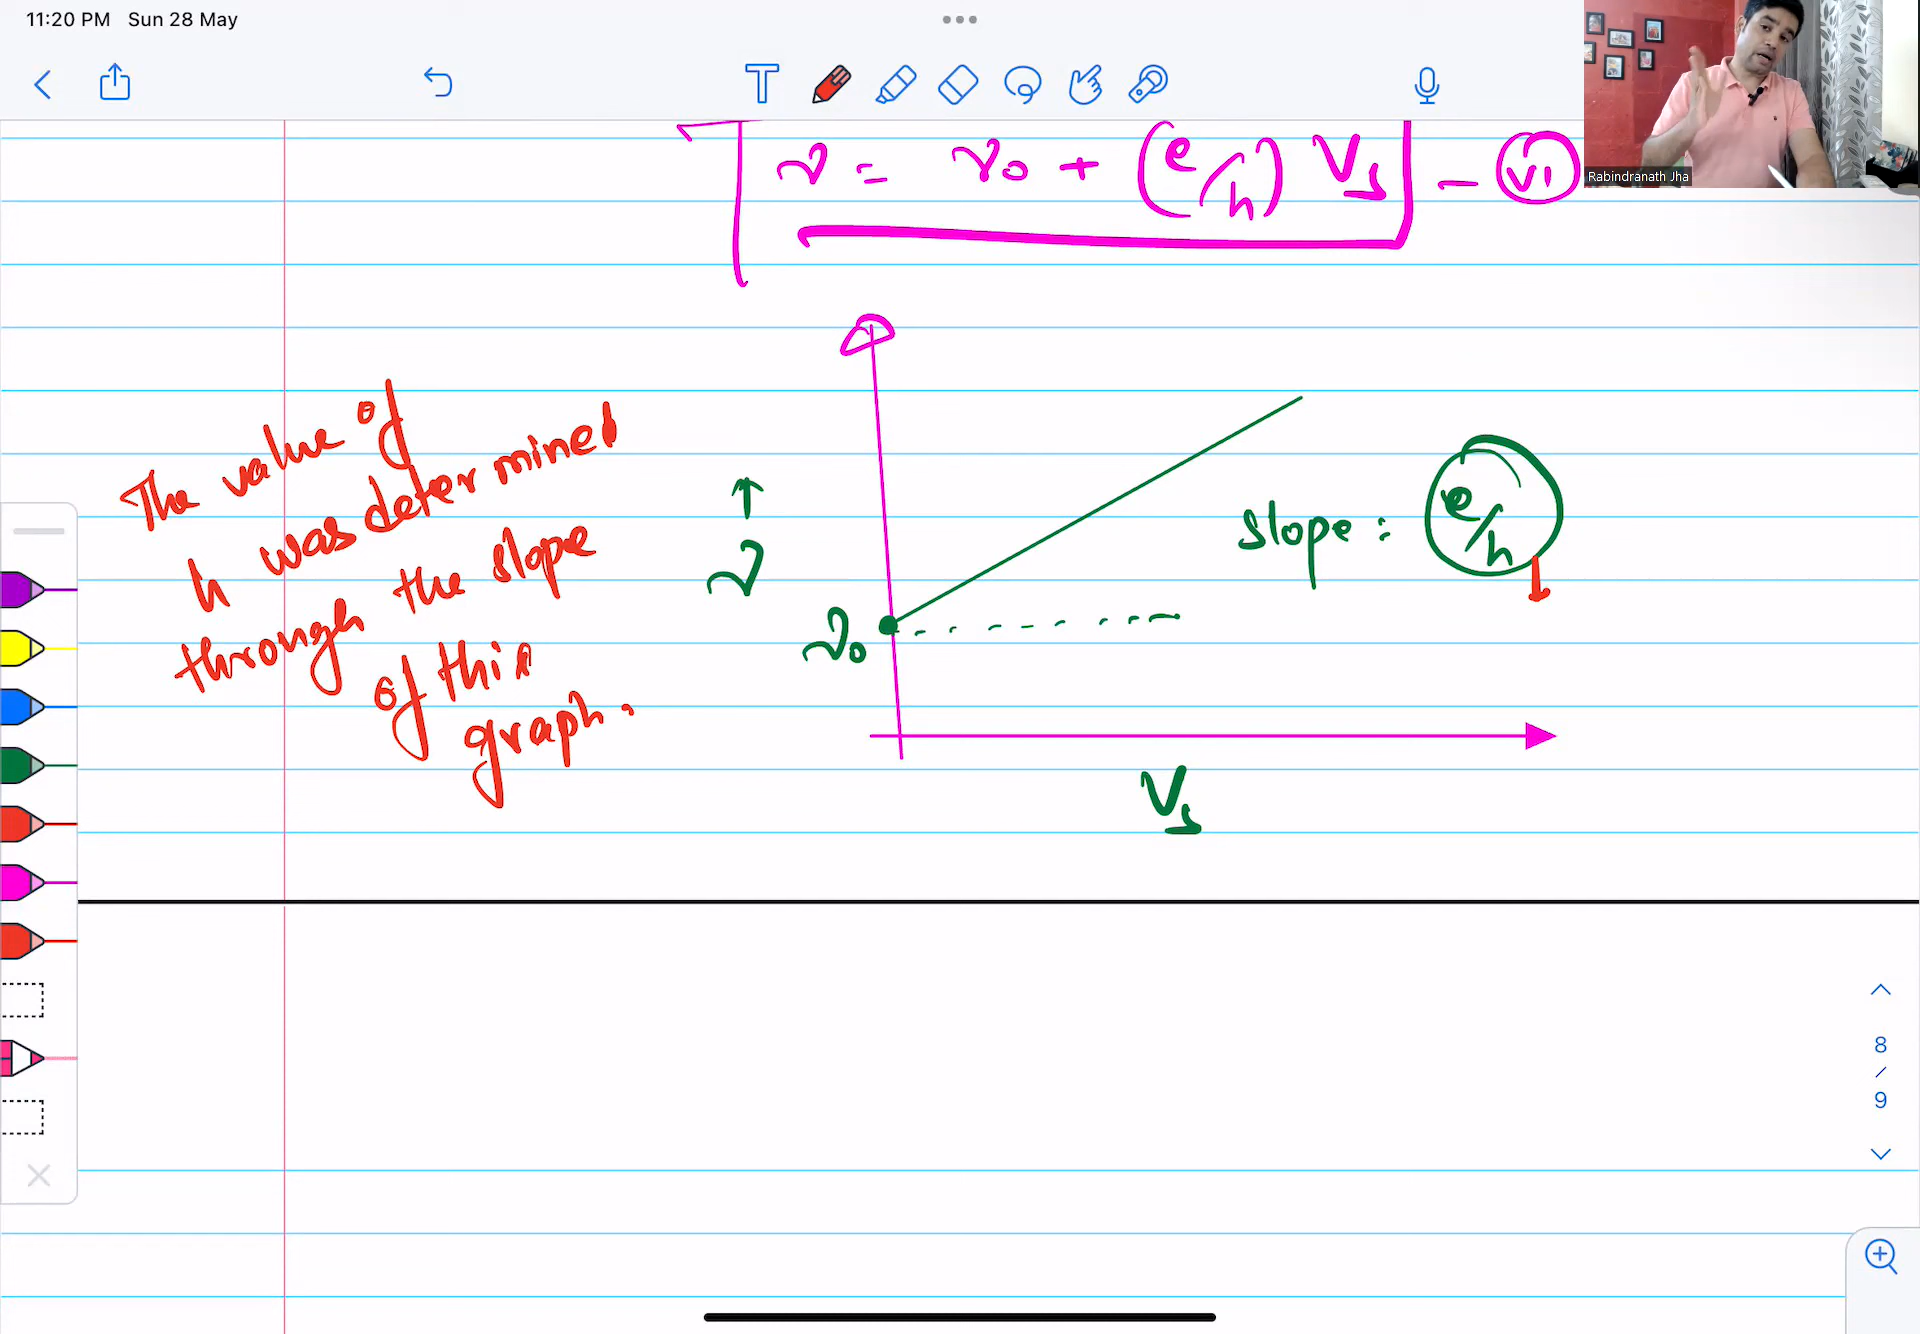 11:20 PM Sun 28 May
T
Rabindranath Jha
ν = ν₀ + (e/h) Vs - (VI)
The value of
h was determined
through the slope
of this
graph.
↑
ν
ν₀
slope : e/h
Vs
8
/
9